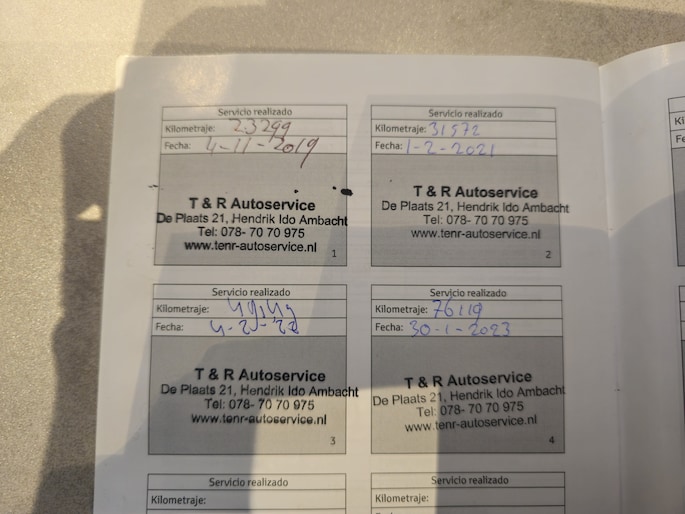 Servicio realizado
Kilometraje: 23299
Fecha: 4-11-2019
T & R Autoservice
De Plaats 21, Hendrik Ido Ambacht
Tel: 078- 70 70 975
www.tenr-autoservice.nl
1
Servicio realizado
Kilometraje: 31572
Fecha: 1-2-2021
T & R Autoservice
De Plaats 21, Hendrik Ido Ambacht
Tel: 078- 70 70 975
www.tenr-autoservice.nl
2
Servicio realizado
Kilometraje:
Fecha: 4-2-'22
T & R Autoservice
De Plaats 21, Hendrik Ido Ambacht
Tel: 078- 70 70 975
www.tenr-autoservice.nl
3
Servicio realizado
Kilometraje: 76119
Fecha: 30-1-2023
T & R Autoservice
De Plaats 21, Hendrik Ido Ambacht
Tel: 078- 70 70 975
www.tenr-autoservice.nl
4
Servicio realizado
Kilometraje:
Servicio realizado
Kilometraje: